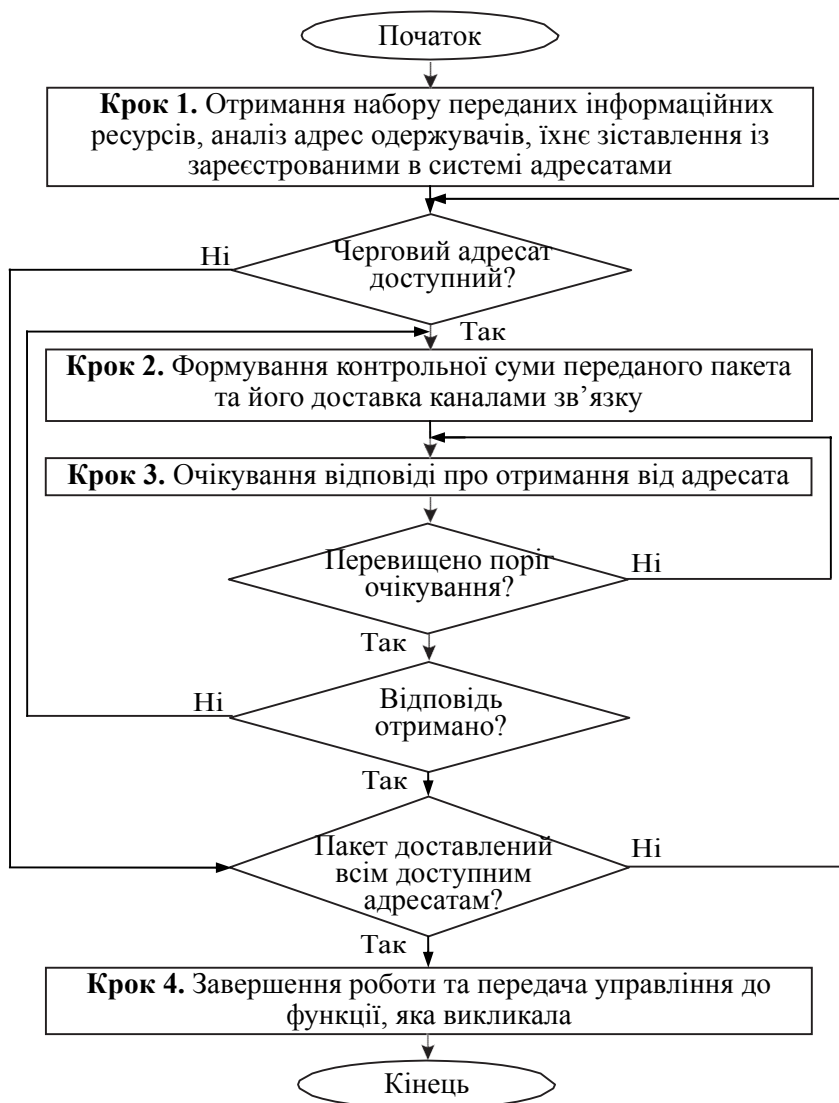 Початок
Крок 1. Отримання набору переданих інформаційних
ресурсів, аналіз адрес одержувачів, їхнє зіставлення із
зареєстрованими в системі адресатами
Ні
Черговий адресат
доступний?
Так
Крок 2. Формування контрольної суми переданого пакета
та його доставка каналами зв’язку
Крок 3. Очікування відповіді про отримання від адресата
Перевищено поріг
очікування?
Ні
Так
Ні
Відповідь
отримано?
Так
Пакет доставлений
всім доступним
адресатам?
Ні
Так
Крок 4. Завершення роботи та передача управління до
функції, яка викликала
Кінець